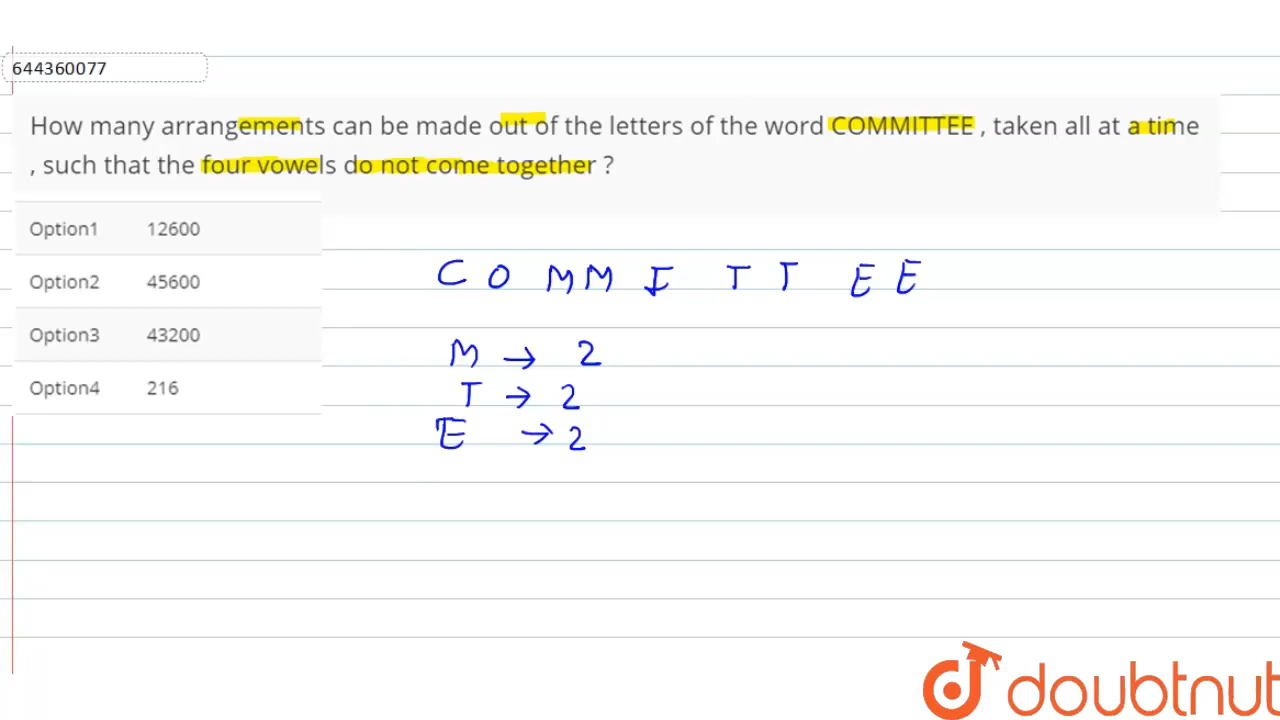 644360077
How many arrangements can be made out of the letters of the word COMMITTEE , taken all at a time
, such that the four vowels do not come together ?
Option1 12600
Option2 45600
Option3 43200
Option4 216
C O M M I T T E E
M → 2
T → 2
E → 2
doubtnut